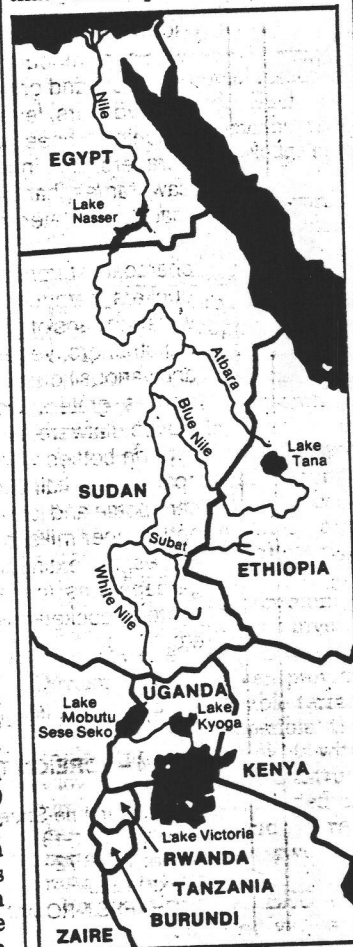 Nile
EGYPT
Lake
Nasser
Atbara
Blue Nile
Lake
Tana
SUDAN
Subat
ETHIOPIA
White Nile
UGANDA
Lake
Mobutu
Sese Seko
Lake
Kyoga
KENYA
Lake Victoria
RWANDA
TANZANIA
BURUNDI
ZAIRE